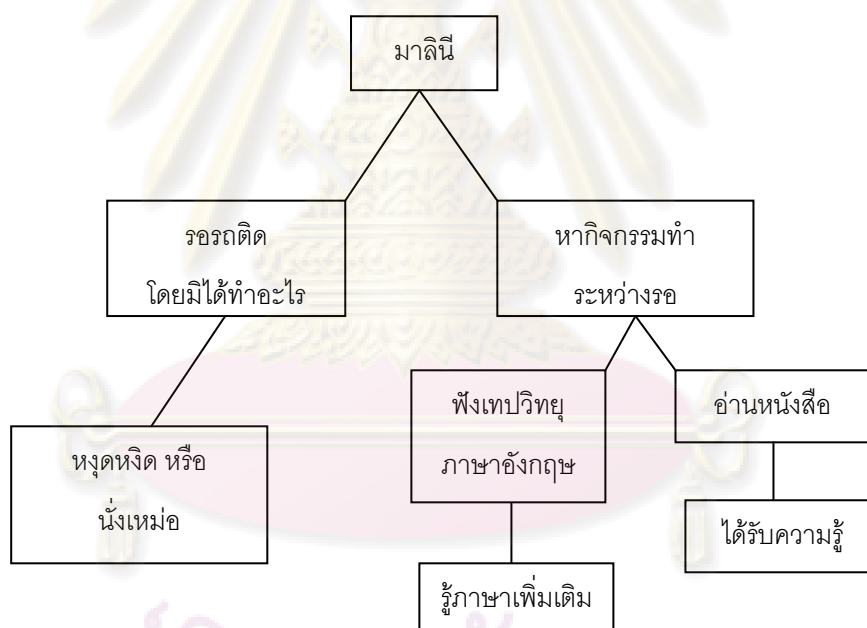 มาลินี
รอรถติด
โดยมิได้ทำอะไร
หากิจกรรมทำ
ระหว่างรอ
หงุดหงิด หรือ
นั่งเหม่อ
ฟังเทปวิทยุ
ภาษาอังกฤษ
อ่านหนังสือ
รู้ภาษาเพิ่มเติม
ได้รับความรู้